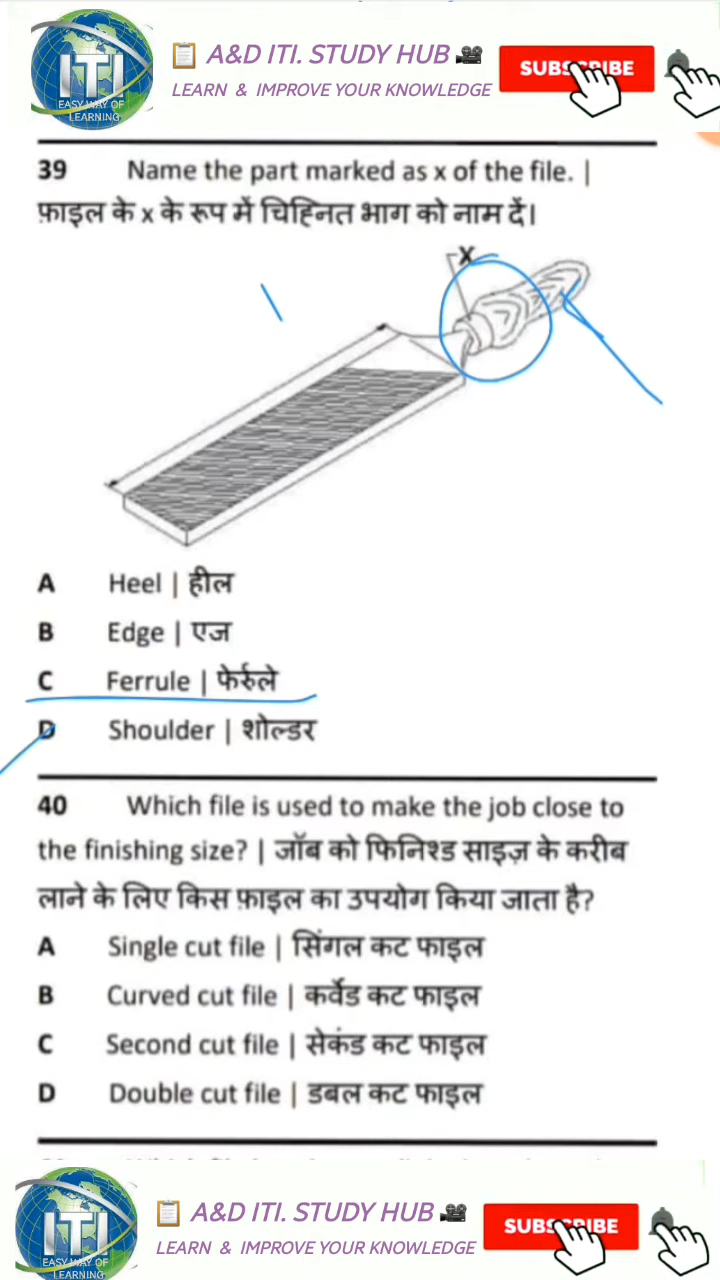 ITI
EASY WAY OF
LEARNING
📋 A&D ITI. STUDY HUB 🎥
LEARN & IMPROVE YOUR KNOWLEDGE
SUBSCRIBE
39 Name the part marked as x of the file. |
फ़ाइल के x के रूप में चिह्नित भाग को नाम दें।
X
A Heel | हील
B Edge | एज
C Ferrule | फेर्रुले
D Shoulder | शोल्डर
40 Which file is used to make the job close to
the finishing size? | जॉब को फिनिश्ड साइज़ के करीब
लाने के लिए किस फ़ाइल का उपयोग किया जाता है?
A Single cut file | सिंगल कट फाइल
B Curved cut file | कर्वेड कट फाइल
C Second cut file | सेकंड कट फाइल
D Double cut file | डबल कट फाइल
ITI
EASY WAY OF
LEARNING
📋 A&D ITI. STUDY HUB 🎥
LEARN & IMPROVE YOUR KNOWLEDGE
SUBSCRIBE